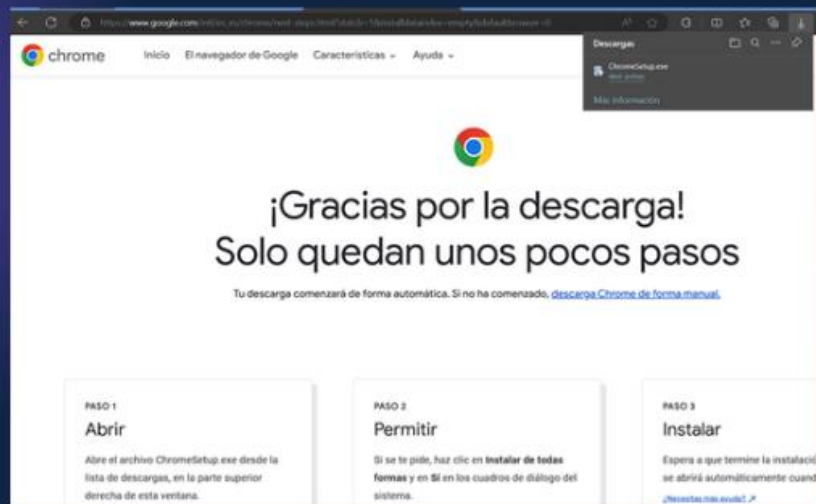 chrome
Inicio
El navegador de Google
Características
Ayuda
Descargas
ChromeSetup.exe
Abrir archivo
Más información
¡Gracias por la descarga!
Solo quedan unos pocos pasos
Tu descarga comenzará de forma automática. Si no ha comenzado, descarga Chrome de forma manual.
PASO 1
Abrir
Abre el archivo ChromeSetup.exe desde la
lista de descargas, en la parte superior
derecha de esta ventana.
PASO 2
Permitir
Si se te pide, haz clic en Instalar de todas
formas y en Sí en los cuadros de diálogo del
sistema.
PASO 3
Instalar
Espera a que termine la instalació
se abrirá automáticamente cuand
¿Necesitas más ayuda?